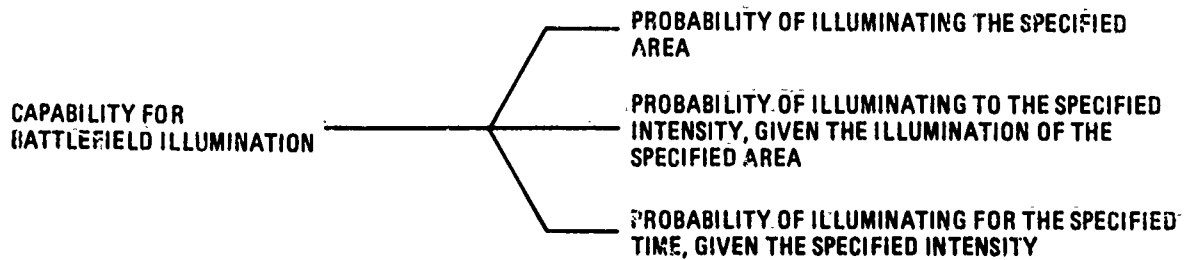 PROBABILITY OF ILLUMINATING THE SPECIFIED
AREA
CAPABILITY FOR
BATTLEFIELD ILLUMINATION
PROBABILITY OF ILLUMINATING TO THE SPECIFIED
INTENSITY, GIVEN THE ILLUMINATION OF THE
SPECIFIED AREA
PROBABILITY OF ILLUMINATING FOR THE SPECIFIED
TIME, GIVEN THE SPECIFIED INTENSITY